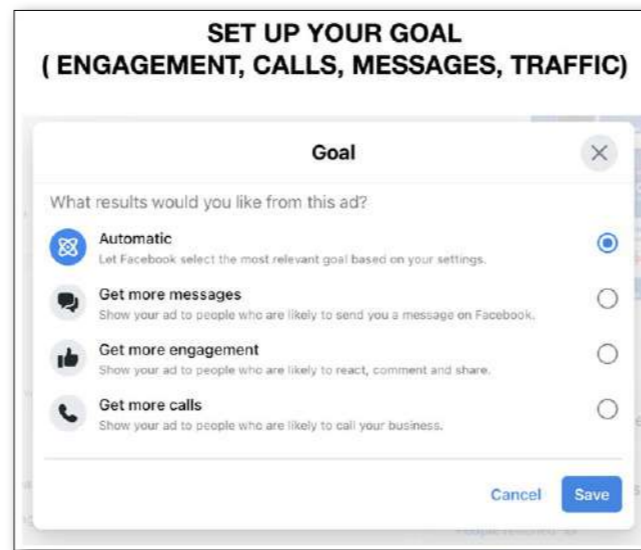 SET UP YOUR GOAL
( ENGAGEMENT, CALLS, MESSAGES, TRAFFIC)
Goal
What results would you like from this ad?
Automatic
Let Facebook select the most relevant goal based on your settings.
Get more messages
Show your ad to people who are likely to send you a message on Facebook.
Get more engagement
Show your ad to people who are likely to react, comment and share.
Get more calls
Show your ad to people who are likely to call your business.
Cancel
Save